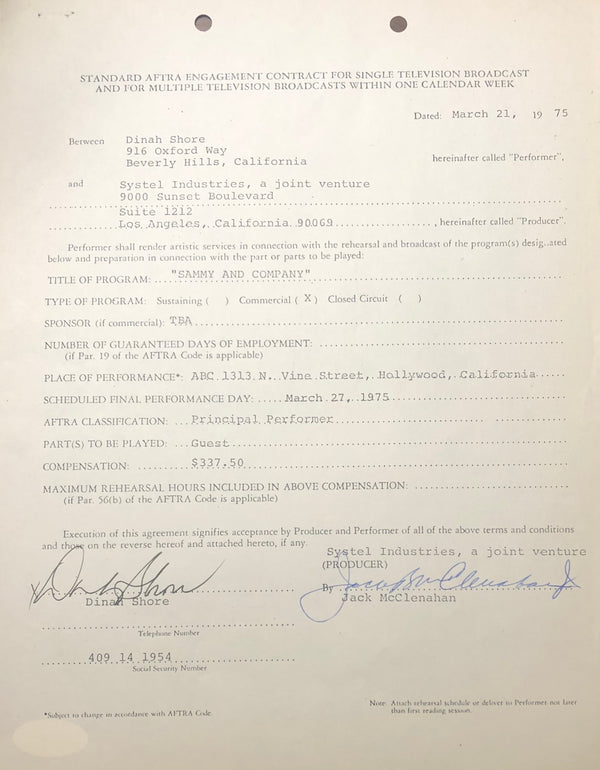 STANDARD AFTRA ENGAGEMENT CONTRACT FOR SINGLE TELEVISION BROADCAST
AND FOR MULTIPLE TELEVISION BROADCASTS WITHIN ONE CALENDAR WEEK
Dated: March 21, 19 75
Between Dinah Shore
916 Oxford Way
Beverly Hills, California hereinafter called "Performer",
and Systel Industries, a joint venture
9000 Sunset Boulevard
Suite 1212
Los Angeles, California 90069, hereinafter called "Producer".
Performer shall render artistic services in connection with the rehearsal and broadcast of the program(s) designated
below and preparation in connection with the part or parts to be played:
TITLE OF PROGRAM: "SAMMY AND COMPANY"
TYPE OF PROGRAM: Sustaining ( ) Commercial ( X ) Closed Circuit ( )
SPONSOR (if commercial): TBA
NUMBER OF GUARANTEED DAYS OF EMPLOYMENT:
(if Par. 19 of the AFTRA Code is applicable)
PLACE OF PERFORMANCE*: ABC 1313 N. Vine Street, Hollywood, California
SCHEDULED FINAL PERFORMANCE DAY: March 27, 1975
AFTRA CLASSIFICATION: Principal Performer
PART(S) TO BE PLAYED: Guest
COMPENSATION: $337.50
MAXIMUM REHEARSAL HOURS INCLUDED IN ABOVE COMPENSATION:
(if Par. 56(b) of the AFTRA Code is applicable)
Execution of this agreement signifies acceptance by Producer and Performer of all of the above terms and conditions
and those on the reverse hereof and attached hereto, if any.
Systel Industries, a joint venture
(PRODUCER)
x Dinah Shore
By Jack McClenahan Jr
Dinah Shore
Jack McClenahan
Telephone Number
409 14 1954
Social Security Number
*Subject to change in accordance with AFTRA Code.
Note: Attach rehearsal schedule or deliver to Performer not later
than first reading session.